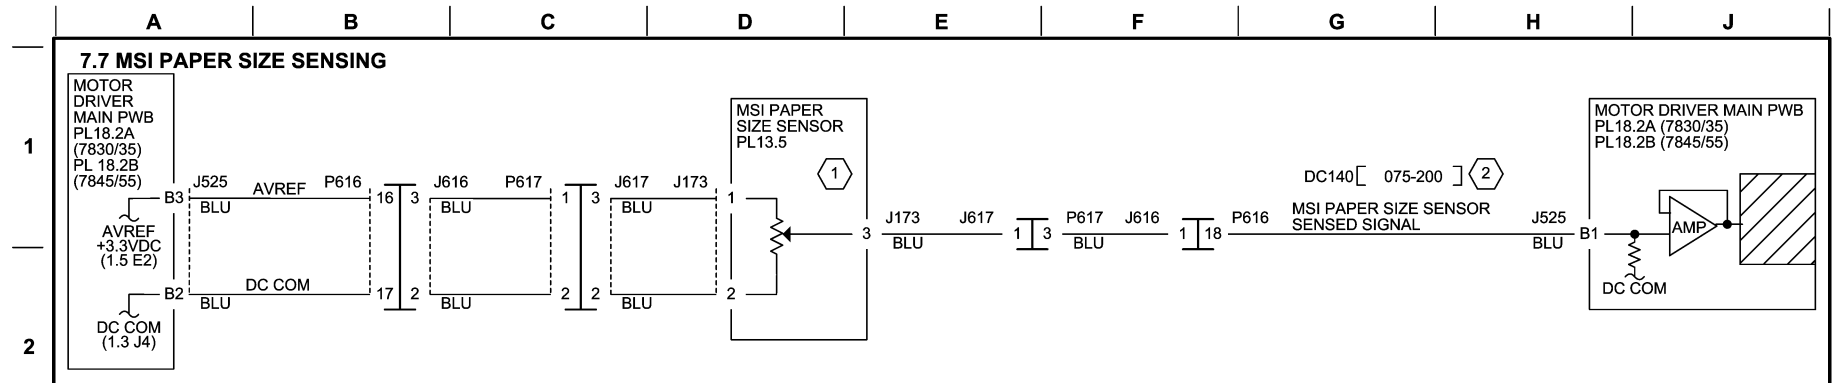 A B C D E F G H J
7.7 MSI PAPER SIZE SENSING
1
2
MOTOR
DRIVER
MAIN PWB
PL18.2A
(7830/35)
PL 18.2B
(7845/55)
B3
AVREF
+3.3VDC
(1.5 E2)
B2
DC COM
(1.3 J4)
J525 AVREF P616
BLU
16 3
J616 P617
BLU
1 3
J617 J173
BLU
1
DC COM
BLU
17 2
BLU
2 2
BLU
2
MSI PAPER
SIZE SENSOR
PL13.5
1
3
J173 J617
BLU
1 3
P617 J616
BLU
1 18
DC140[ 075-200 ] 2
P616 MSI PAPER SIZE SENSOR
SENSED SIGNAL
J525
BLU
B1
MOTOR DRIVER MAIN PWB
PL18.2A (7830/35)
PL18.2B (7845/55)
AMP
DC COM